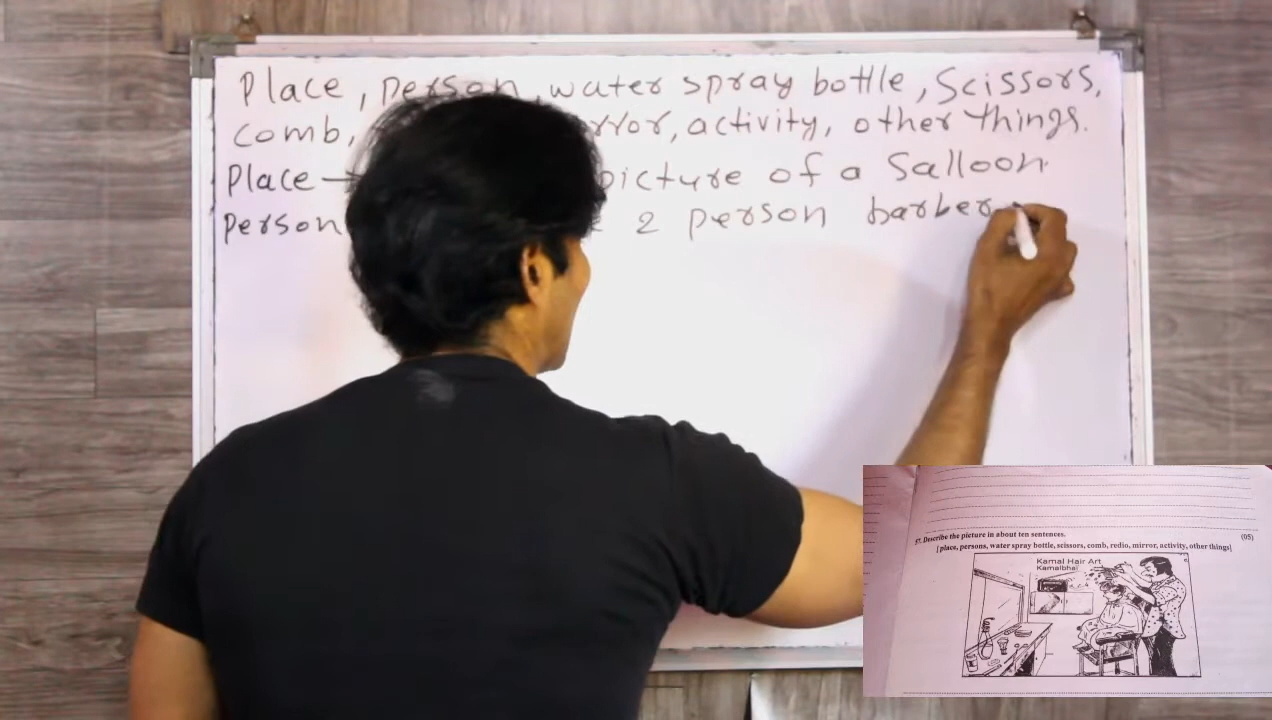 Place, person, water spray bottle, Scissors,
comb, activity, other things.
Place → picture of a Salloon.
Person 2 person barber
57. Describe the picture in about ten sentences. (05)
[place, persons, water spray bottle, scissors, comb, redio, mirror, activity, other things]
Kamal Hair Art
Kamalbhai